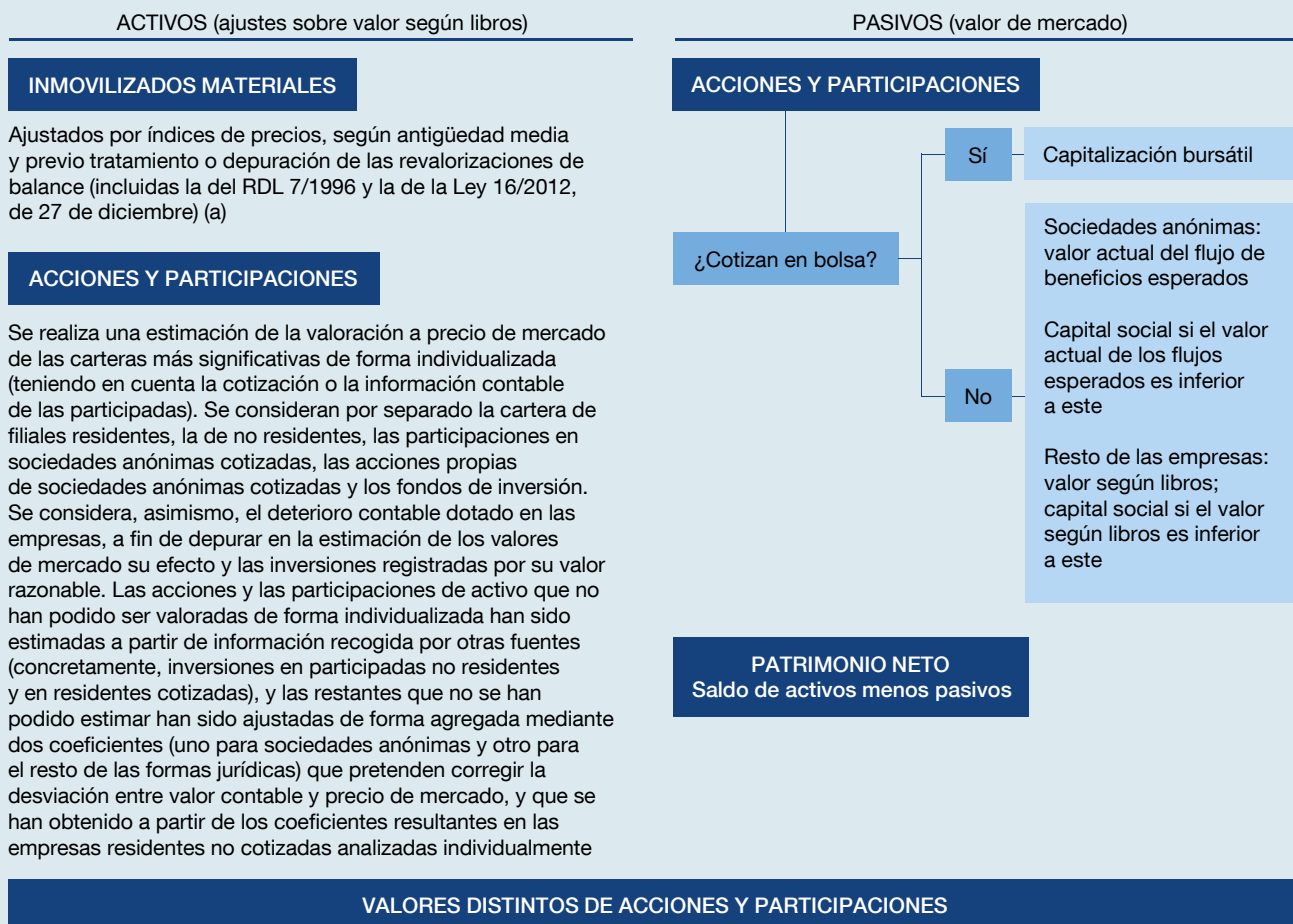 ACTIVOS (ajustes sobre valor según libros)
INMOVILIZADOS MATERIALES
Ajustados por índices de precios, según antigüedad media
y previo tratamiento o depuración de las revalorizaciones de
balance (incluidas la del RDL 7/1996 y la de la Ley 16/2012,
de 27 de diciembre) (a)
ACCIONES Y PARTICIPACIONES
Se realiza una estimación de la valoración a precio de mercado
de las carteras más significativas de forma individualizada
(teniendo en cuenta la cotización o la información contable
de las participadas). Se consideran por separado la cartera de
filiales residentes, la de no residentes, las participaciones en
sociedades anónimas cotizadas, las acciones propias
de sociedades anónimas cotizadas y los fondos de inversión.
Se considera, asimismo, el deterioro contable dotado en las
empresas, a fin de depurar en la estimación de los valores
de mercado su efecto y las inversiones registradas por su valor
razonable. Las acciones y las participaciones de activo que no
han podido ser valoradas de forma individualizada han sido
estimadas a partir de información recogida por otras fuentes
(concretamente, inversiones en participadas no residentes
y en residentes cotizadas), y las restantes que no se han
podido estimar han sido ajustadas de forma agregada mediante
dos coeficientes (uno para sociedades anónimas y otro para
el resto de las formas jurídicas) que pretenden corregir la
desviación entre valor contable y precio de mercado, y que se
han obtenido a partir de los coeficientes resultantes en las
empresas residentes no cotizadas analizadas individualmente
PASIVOS (valor de mercado)
ACCIONES Y PARTICIPACIONES
¿Cotizan en bolsa?
Sí
Capitalización bursátil
No
Sociedades anónimas:
valor actual del flujo de
beneficios esperados
Capital social si el valor
actual de los flujos
esperados es inferior
a este
Resto de las empresas:
valor según libros;
capital social si el valor
según libros es inferior
a este
PATRIMONIO NETO
Saldo de activos menos pasivos
VALORES DISTINTOS DE ACCIONES Y PARTICIPACIONES